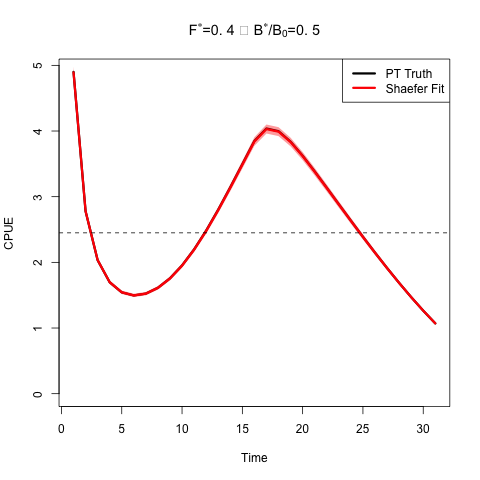 F*=0. 4 □ B*/B₀=0. 5
PT Truth
Shaefer Fit
CPUE
5
4
3
2
1
0
0 5 10 15 20 25 30
Time